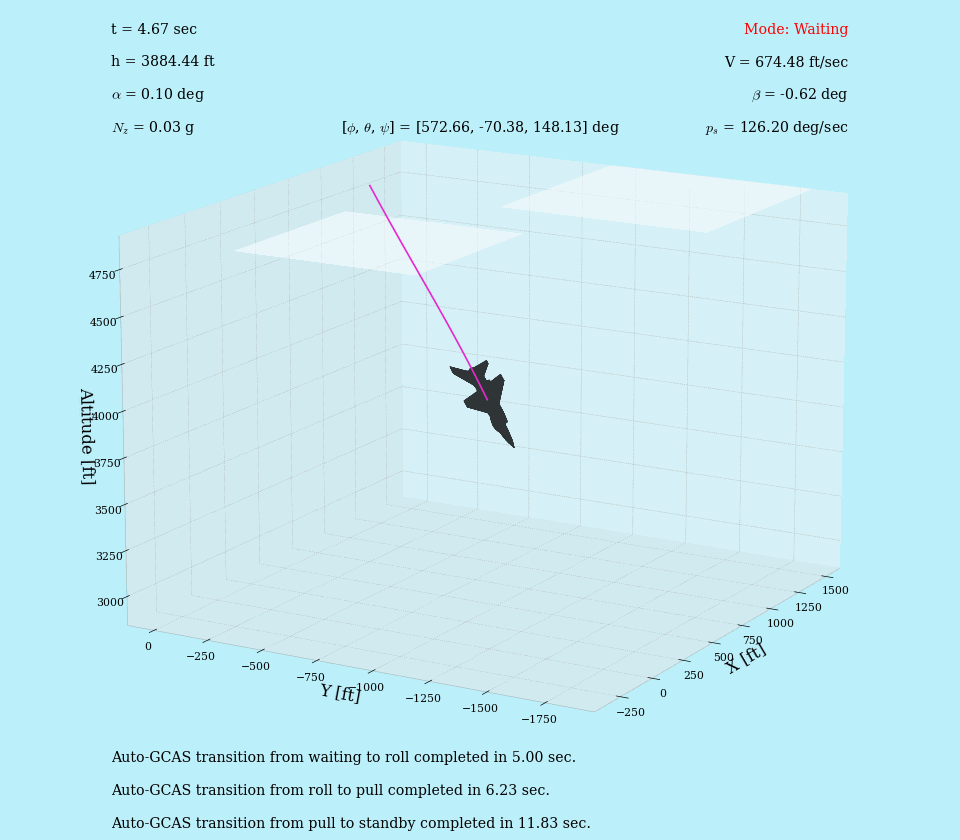 t = 4.67 sec
Mode: Waiting
h = 3884.44 ft
V = 674.48 ft/sec
α = 0.10 deg
β = -0.62 deg
N_z = 0.03 g
[ϕ, θ, ψ] = [572.66, -70.38, 148.13] deg
p_s = 126.20 deg/sec
4750
4500
4250
4000
3750
3500
3250
3000
Altitude [ft]
0
−250
−500
−750
−1000
−1250
−1500
−1750
Y [ft]
−250
0
250
500
750
1000
1250
1500
X [ft]
Auto-GCAS transition from waiting to roll completed in 5.00 sec.
Auto-GCAS transition from roll to pull completed in 6.23 sec.
Auto-GCAS transition from pull to standby completed in 11.83 sec.